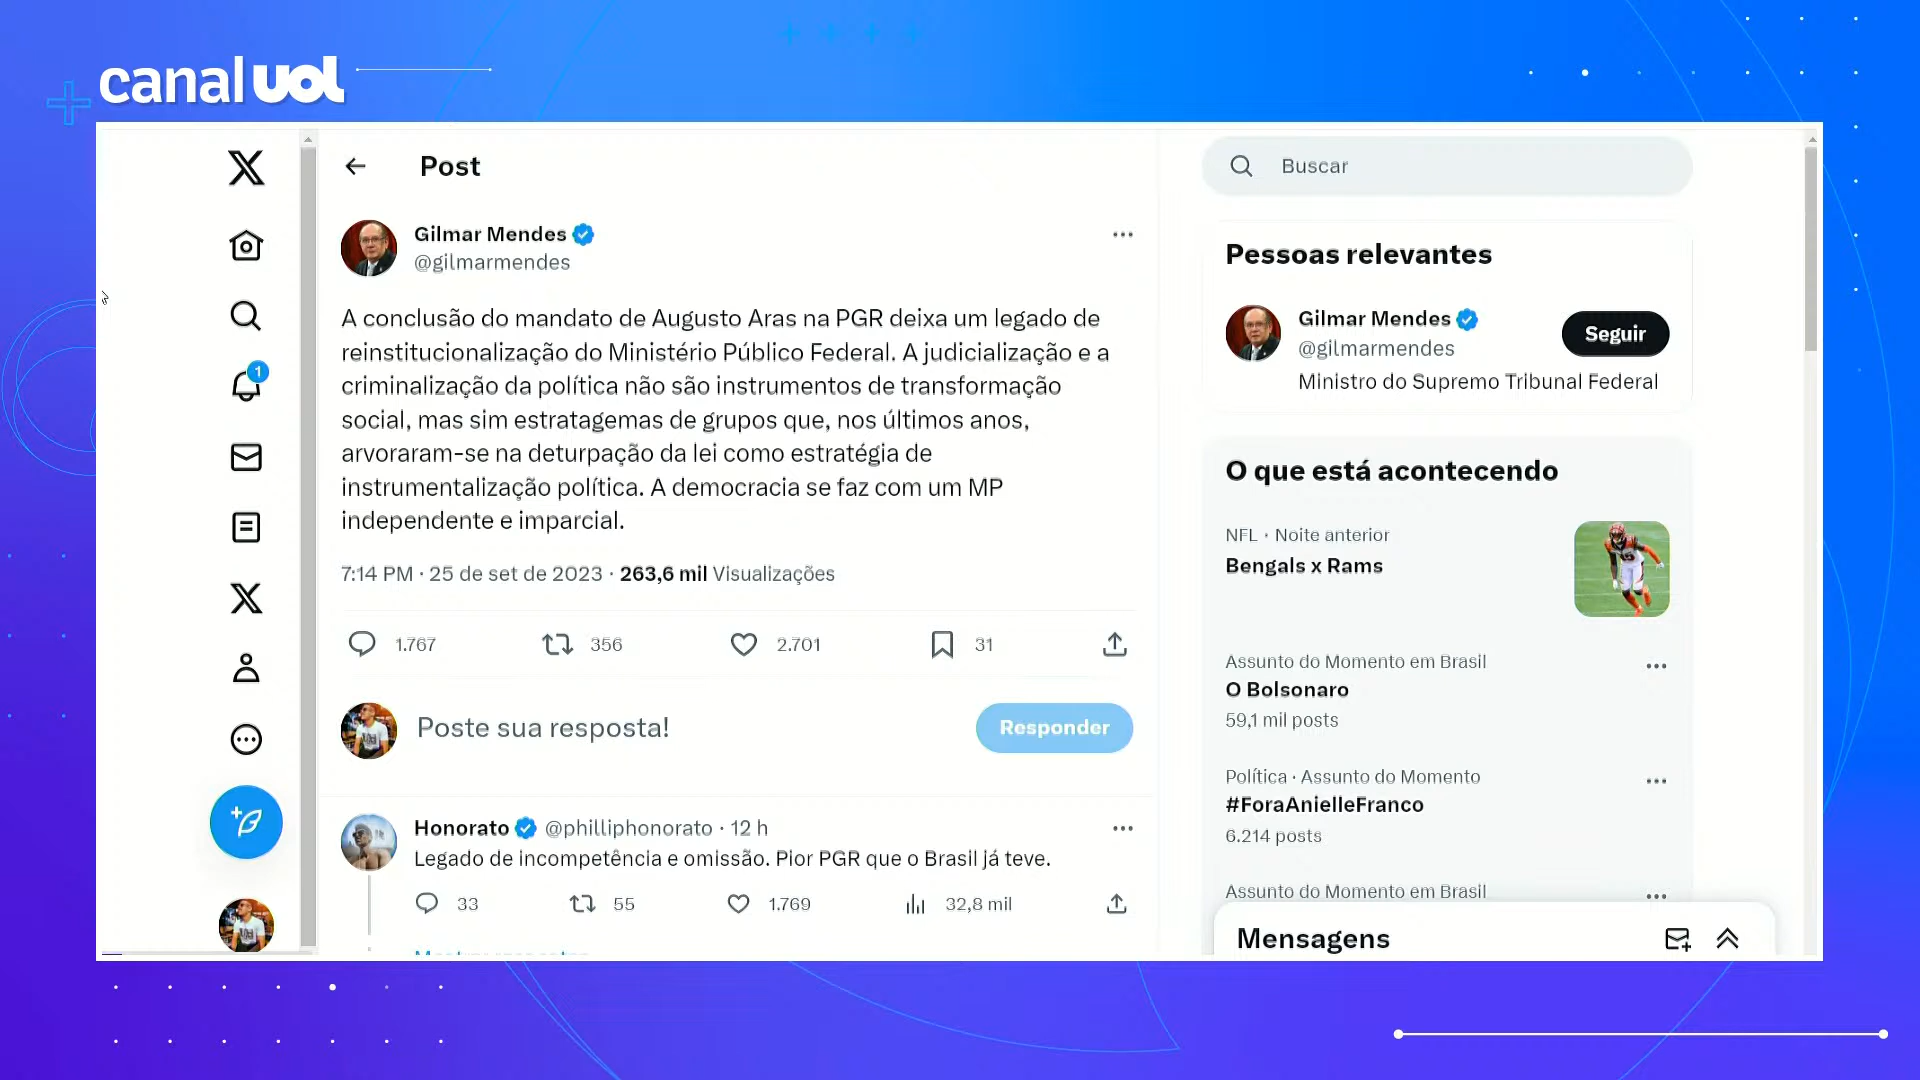 canal uol
Post
Gilmar Mendes
@gilmarmendes
A conclusão do mandato de Augusto Aras na PGR deixa um legado de
reinstitucionalização do Ministério Público Federal. A judicialização e a
criminalização da política não são instrumentos de transformação
social, mas sim estratagemas de grupos que, nos últimos anos,
arvoraram-se na deturpação da lei como estratégia de
instrumentalização política. A democracia se faz com um MP
independente e imparcial.
7:14 PM · 25 de set de 2023 · 263,6 mil Visualizações
1.767 356 2.701 31
Poste sua resposta!
Responder
Honorato @philliphonorato · 12 h
Legado de incompetência e omissão. Pior PGR que o Brasil já teve.
33 55 1.769 32,8 mil
1
Buscar
Pessoas relevantes
Gilmar Mendes
@gilmarmendes
Seguir
Ministro do Supremo Tribunal Federal
O que está acontecendo
NFL · Noite anterior
Bengals x Rams
Assunto do Momento em Brasil
O Bolsonaro
59,1 mil posts
Política · Assunto do Momento
#ForaAnielleFranco
6.214 posts
Assunto do Momento em Brasil
Mensagens